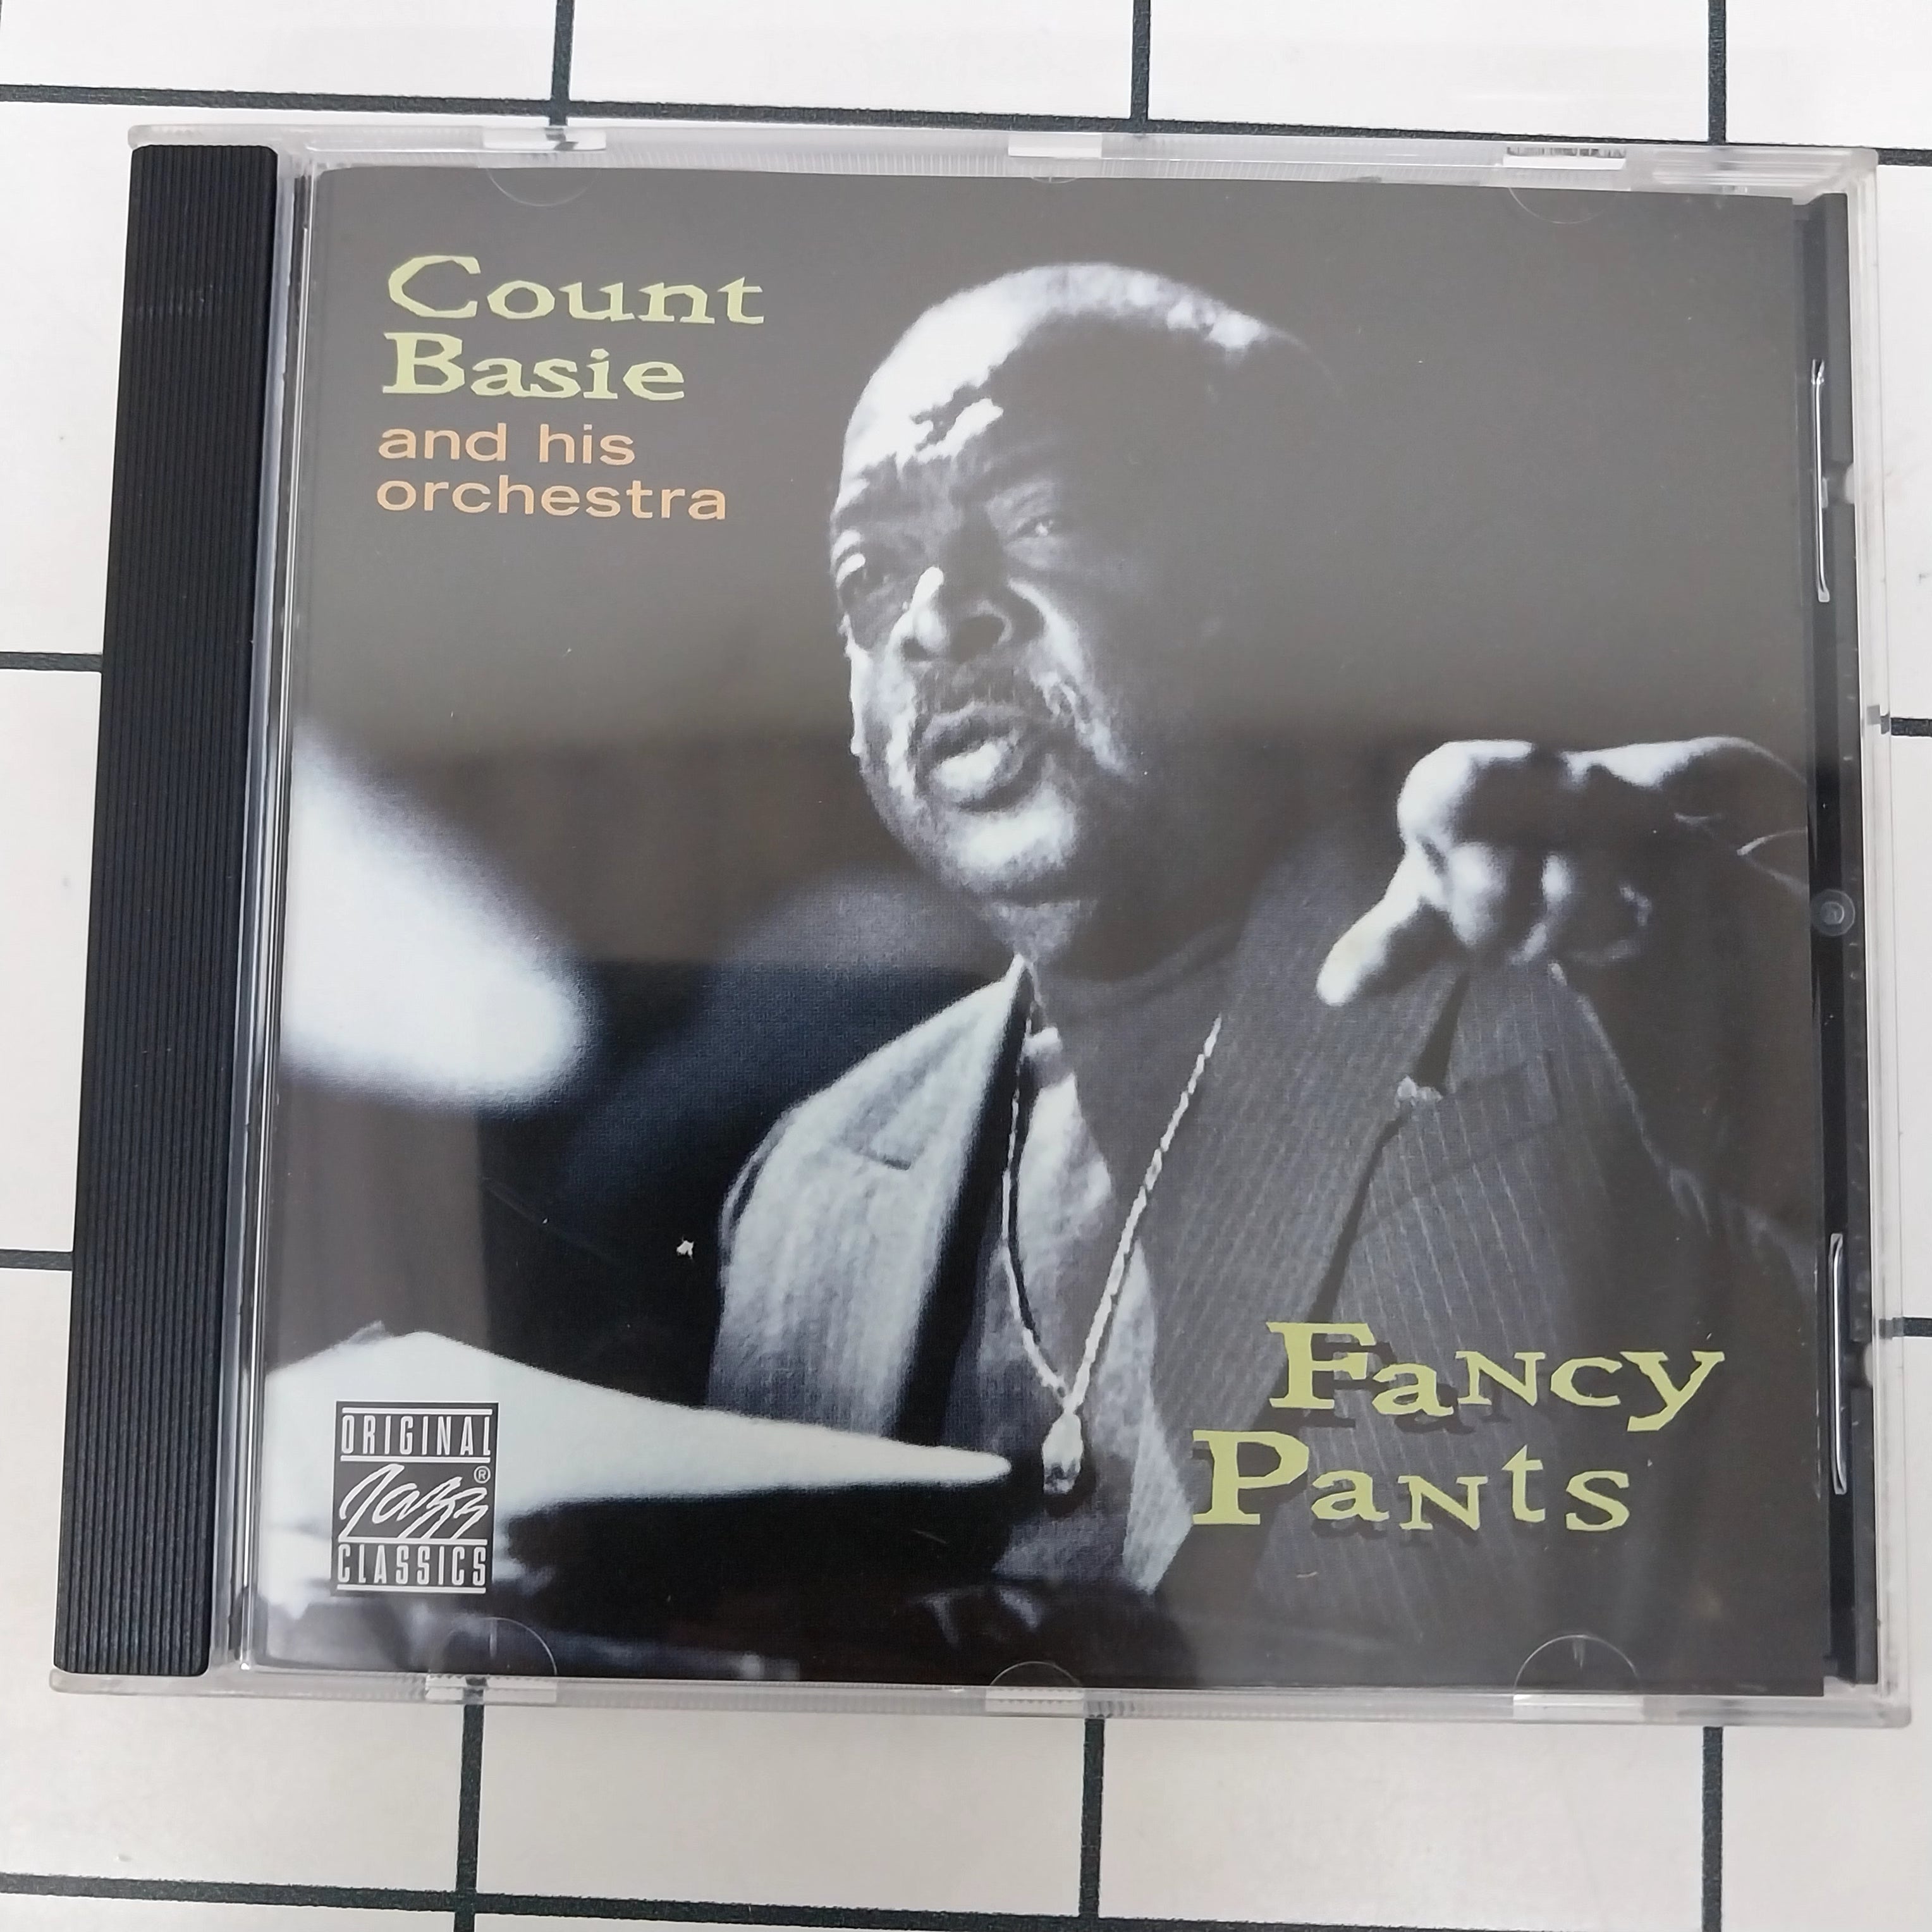 Count
Basie
and his
orchestra
Fancy
Pants
ORIGINAL
Jazz®
CLASSICS